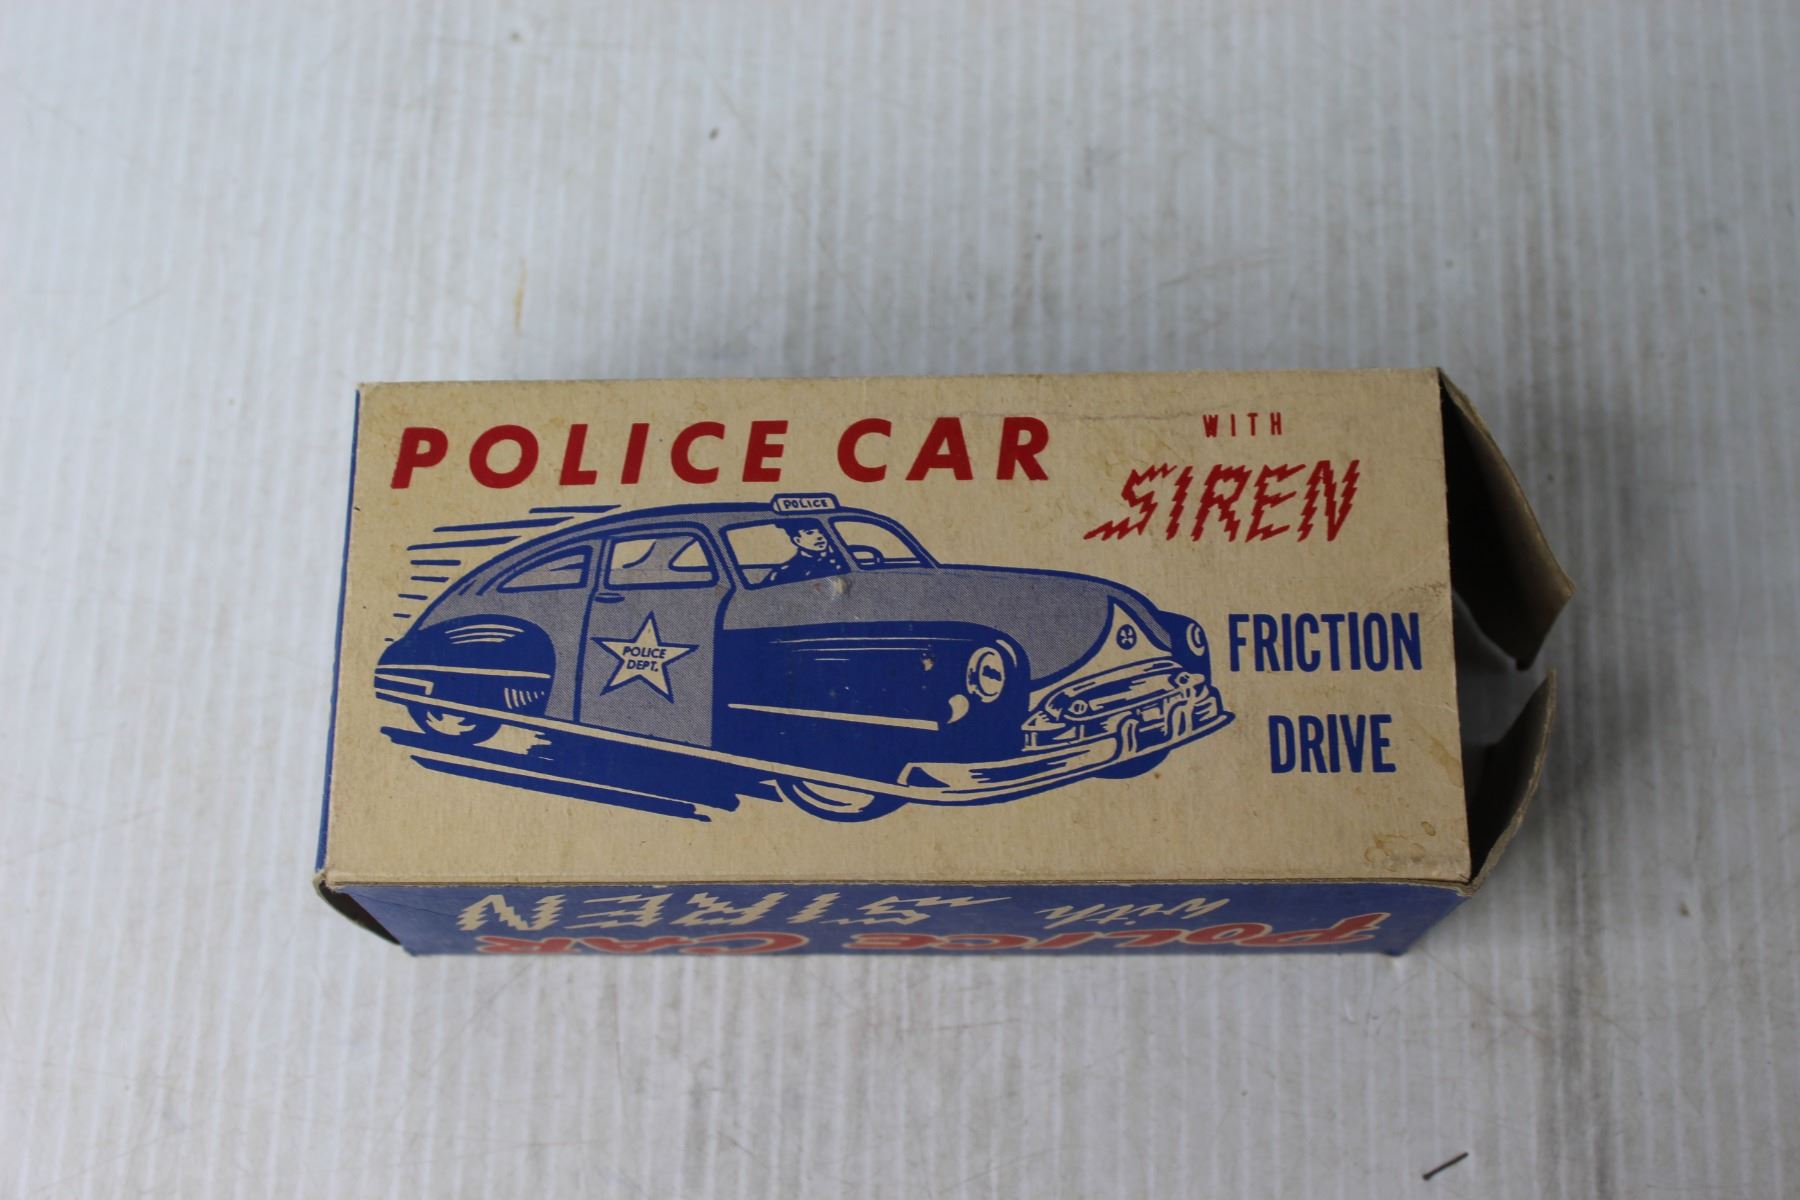 POLICE CAR
WITH
SIREN
POLICE
POLICE
DEPT.
FRICTION
DRIVE
POLICE CAR
with SIREN